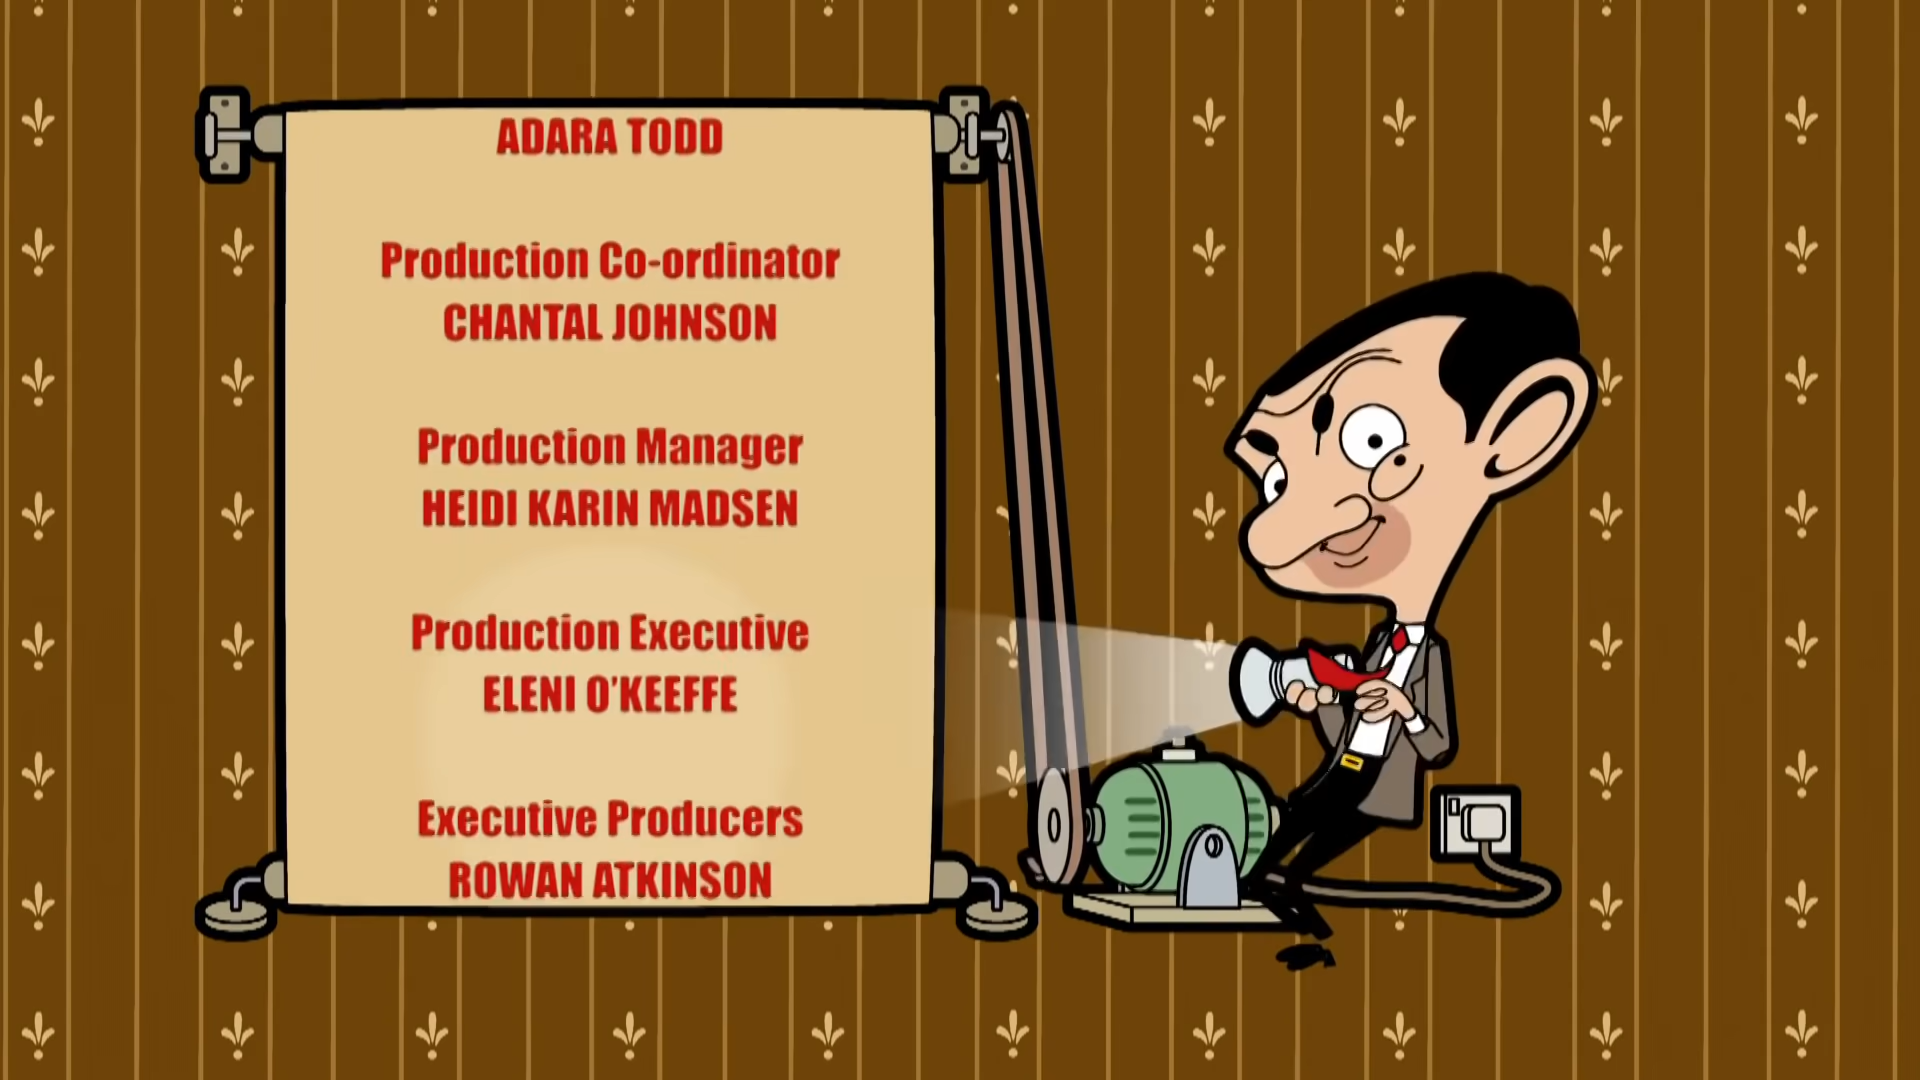 ADARA TODD
Production Co-ordinator
CHANTAL JOHNSON
Production Manager
HEIDI KARIN MADSEN
Production Executive
ELENI O'KEEFFE
Executive Producers
ROWAN ATKINSON